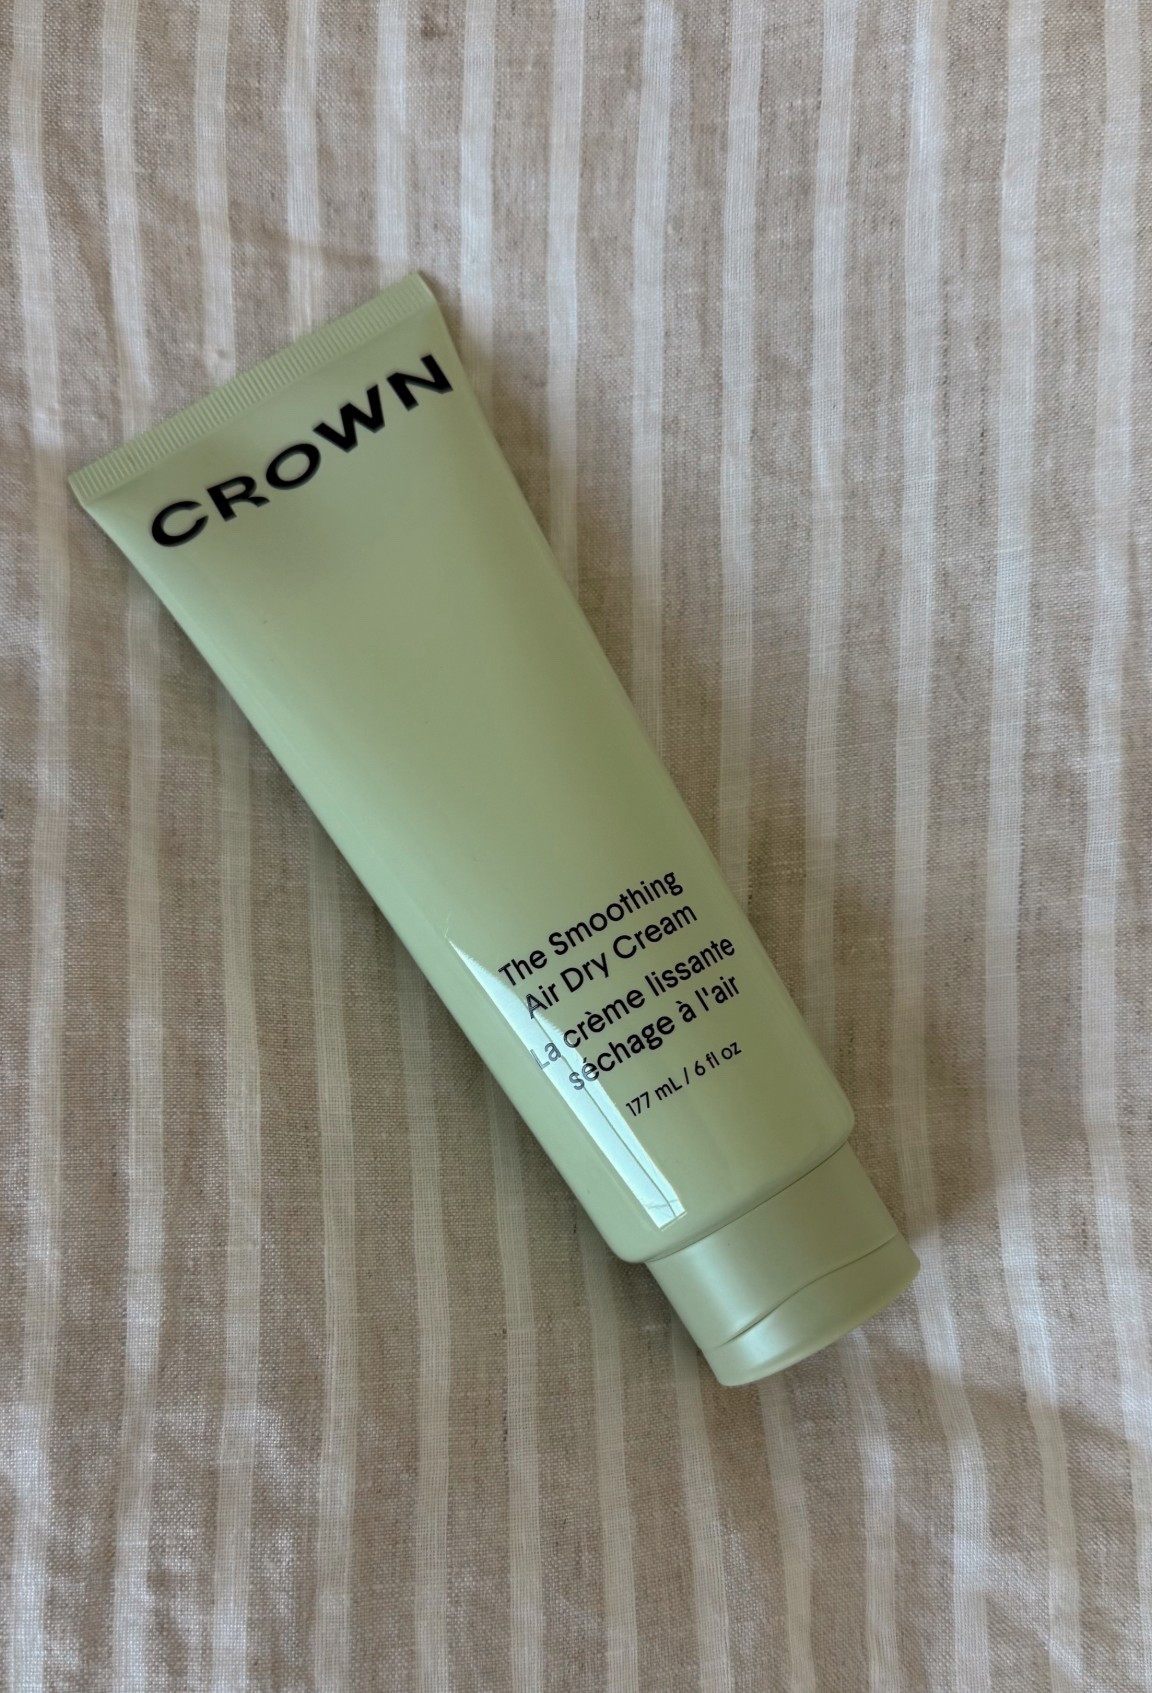 CROWN
The Smoothing
Air Dry Cream
La crème lissante
séchage à l'air
177 mL / 6 fl oz